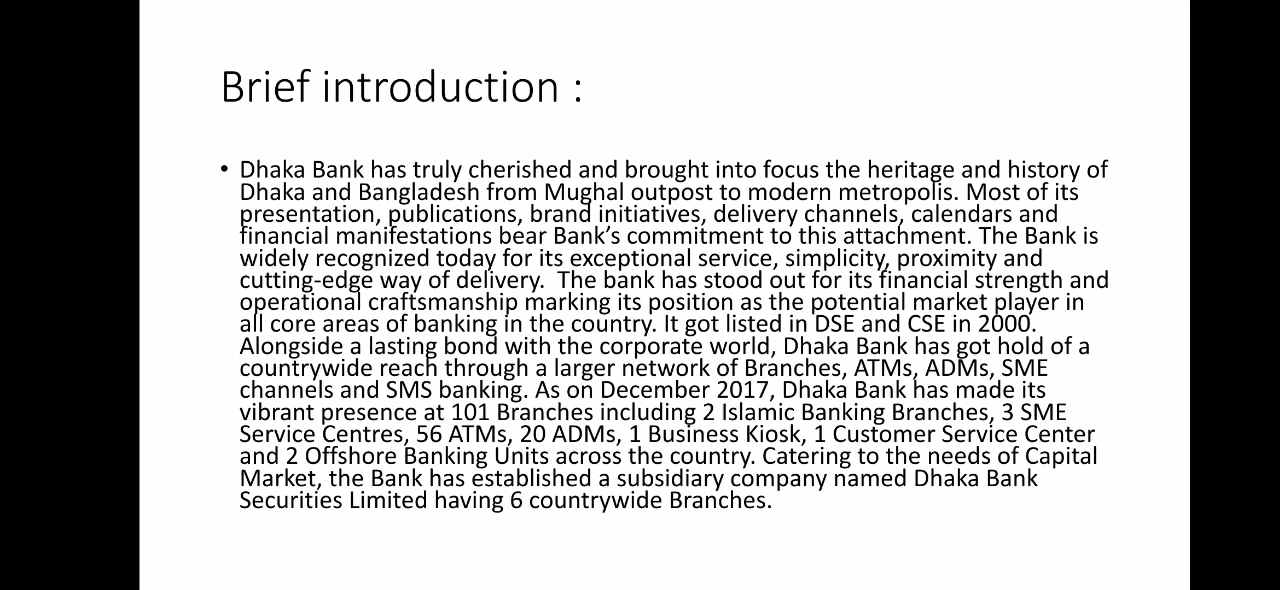 Brief introduction :
• Dhaka Bank has truly cherished and brought into focus the heritage and history of
Dhaka and Bangladesh from Mughal outpost to modern metropolis. Most of its
presentation, publications, brand initiatives, delivery channels, calendars and
financial manifestations bear Bank’s commitment to this attachment. The Bank is
widely recognized today for its exceptional service, simplicity, proximity and
cutting-edge way of delivery.  The bank has stood out for its financial strength and
operational craftsmanship marking its position as the potential market player in
all core areas of banking in the country. It got listed in DSE and CSE in 2000.
Alongside a lasting bond with the corporate world, Dhaka Bank has got hold of a
countrywide reach through a larger network of Branches, ATMs, ADMs, SME
channels and SMS banking. As on December 2017, Dhaka Bank has made its
vibrant presence at 101 Branches including 2 Islamic Banking Branches, 3 SME
Service Centres, 56 ATMs, 20 ADMs, 1 Business Kiosk, 1 Customer Service Center
and 2 Offshore Banking Units across the country. Catering to the needs of Capital
Market, the Bank has established a subsidiary company named Dhaka Bank
Securities Limited having 6 countrywide Branches.